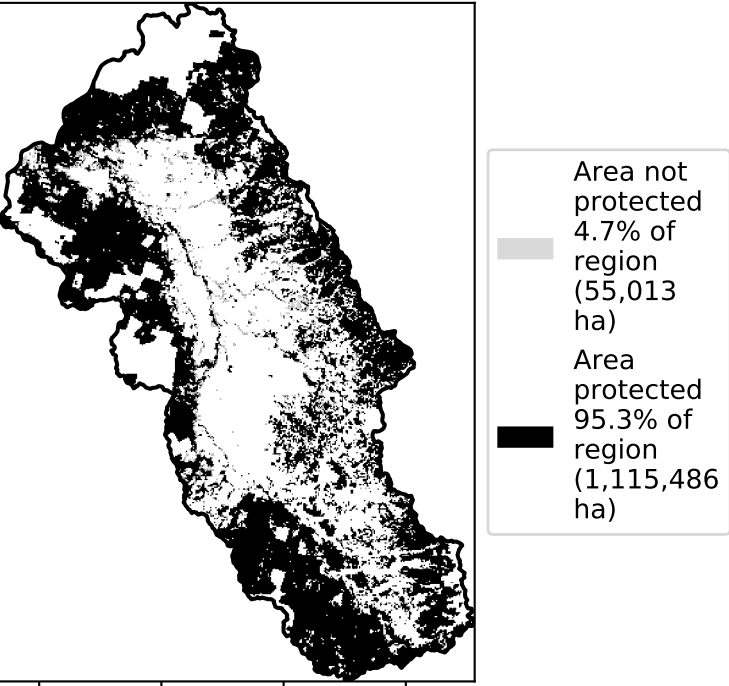 Area not
protected
4.7% of
region
(55,013
ha)
Area
protected
95.3% of
region
(1,115,486
ha)